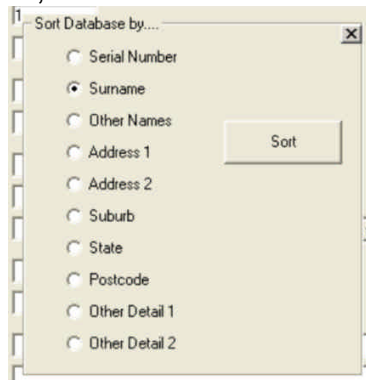 1
Sort Database by....
Serial Number
Surname
Other Names
Sort
Address 1
Address 2
Suburb
State
Postcode
Other Detail 1
Other Detail 2